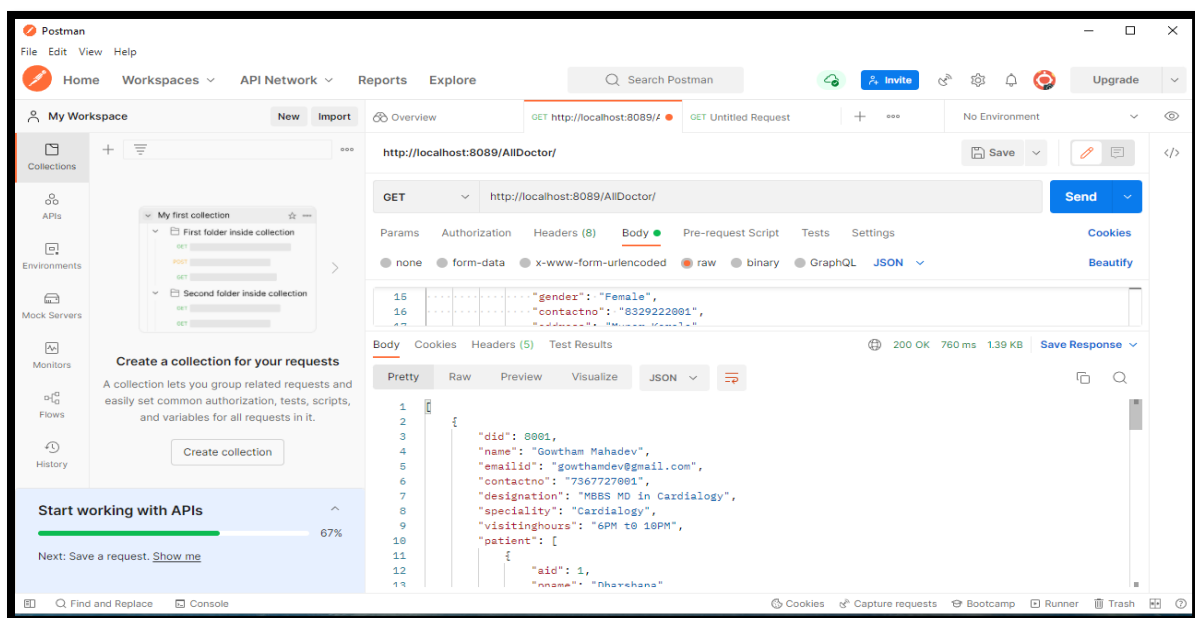 Postman
File Edit View Help
Home Workspaces API Network Reports Explore Search Postman Invite Upgrade
My Workspace New Import Overview GET http://localhost:8089/A GET Untitled Request No Environment
Collections
APIs
Environments
Mock Servers
Monitors
Flows
History
My first collection
First folder inside collection
GET
POST
GET
Second folder inside collection
GET
GET
Create a collection for your requests
A collection lets you group related requests and
easily set common authorization, tests, scripts,
and variables for all requests in it.
Create collection
Start working with APIs
67%
Next: Save a request. Show me
http://localhost:8089/AllDoctor/ Save </>
GET http://localhost:8089/AllDoctor/ Send
Params Authorization Headers (8) Body Pre-request Script Tests Settings Cookies
none form-data x-www-form-urlencoded raw binary GraphQL JSON Beautify
15 "gender": "Female",
16 "contactno": "8329222001",
17 "address":
Body Cookies Headers (5) Test Results 200 OK 760 ms 1.39 KB Save Response
Pretty Raw Preview Visualize JSON
1 [
2 {
3 "did": 8001,
4 "name": "Gowtham Mahadev",
5 "emailid": "gowthamdev@gmail.com",
6 "contactno": "7367727001",
7 "designation": "MBBS MD in Cardialogy",
8 "speciality": "Cardialogy",
9 "visitinghours": "6PM t0 10PM",
10 "patient": [
11 {
12 "aid": 1,
13 "pname": "Dharshana"
Find and Replace Console Cookies Capture requests Bootcamp Runner Trash